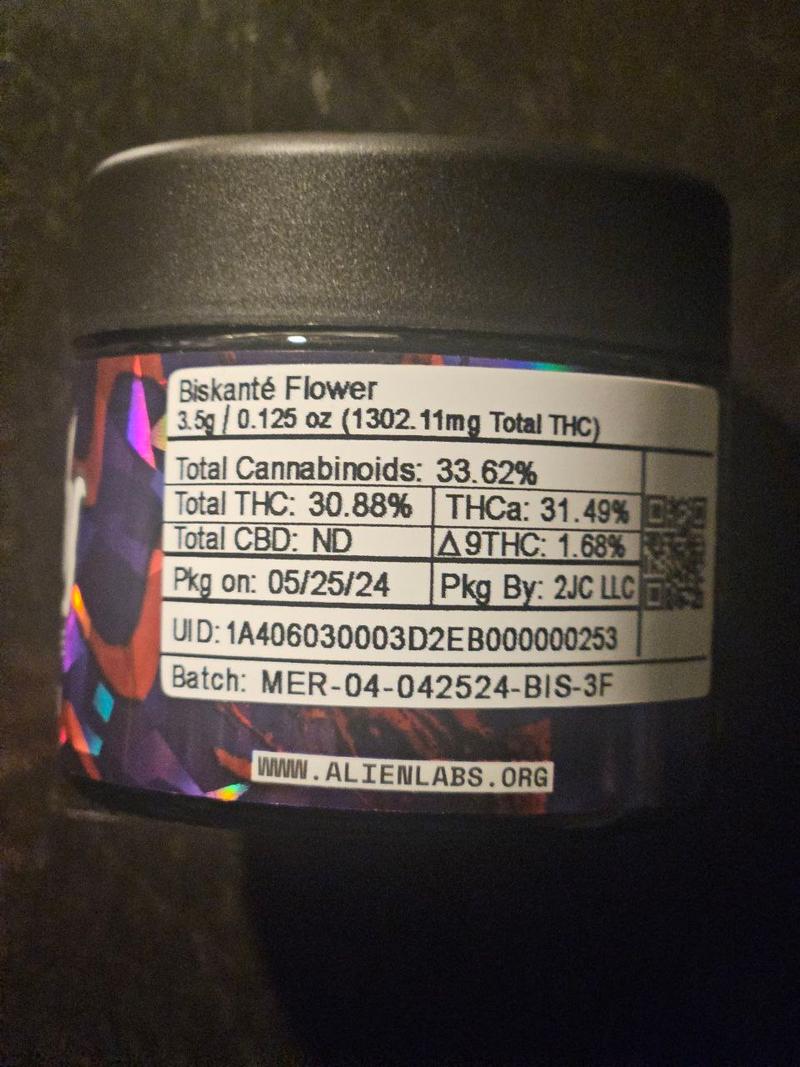 Biskanté Flower
3.5g / 0.125 oz (1302.11mg Total THC)
Total Cannabinoids: 33.62%
Total THC: 30.88% THCa: 31.49%
Total CBD: ND Δ9THC: 1.68%
Pkg on: 05/25/24 Pkg By: 2JC LLC
UID: 1A406030003D2EB000000253
Batch: MER-04-042524-BIS-3F
WWW.ALIENLABS.ORG